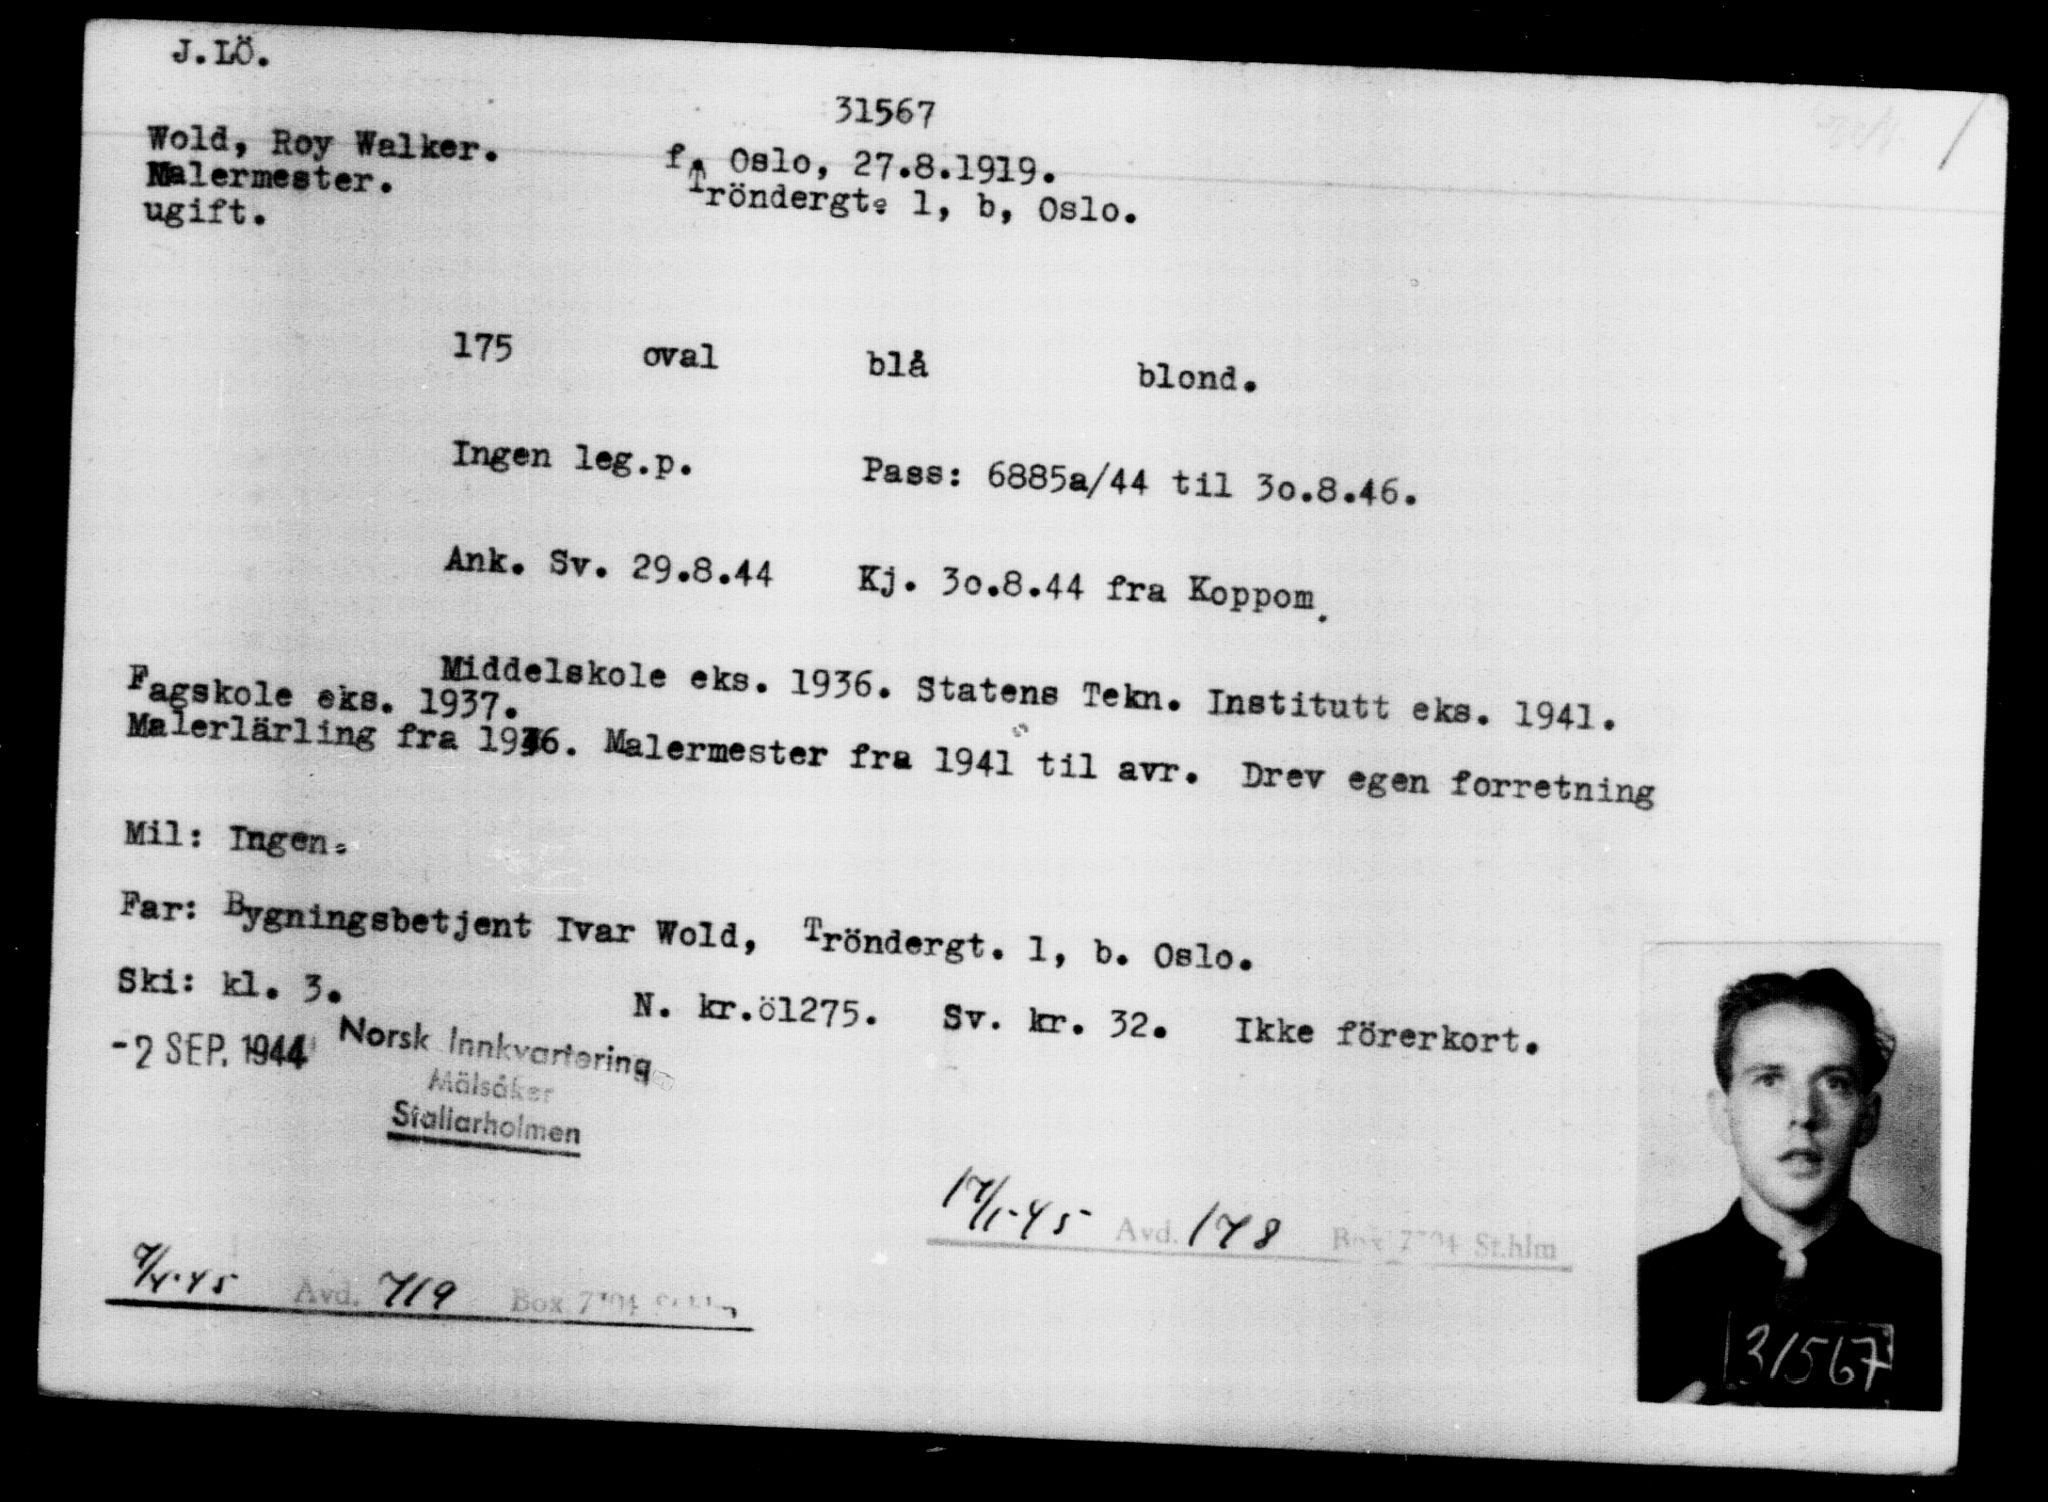 J.LÖ.
31567
Wold, Roy Walker.
f. Oslo, 27.8.1919.
Malermester.
Tröndergt. 1, b, Oslo.
ugift.
175 oval blå blond.
Ingen leg.p. Pass: 6885a/44 til 3o.8.46.
Ank. Sv. 29.8.44 Kj. 3o.8.44 fra Koppom.
Middelskole eks. 1936. Statens Tekn. Institutt eks. 1941.
Fagskole eks. 1937.
Malerlärling fra 1936. Malermester fra 1941 til avr. Drev egen forretning
Mil: Ingen.
Far: Bygningsbetjent Ivar Wold, Tröndergt. 1, b. Oslo.
Ski: kl. 3. N. kr.ö1275. Sv. kr. 32. Ikke förerkort.
-2 SEP. 1944 Norsk Innkvartering
Mälsåker
Stallarholmen
17/1-45 Avd. 178 Box 7704 St.hlm
7/4-45 Avd. 719 Box
31567